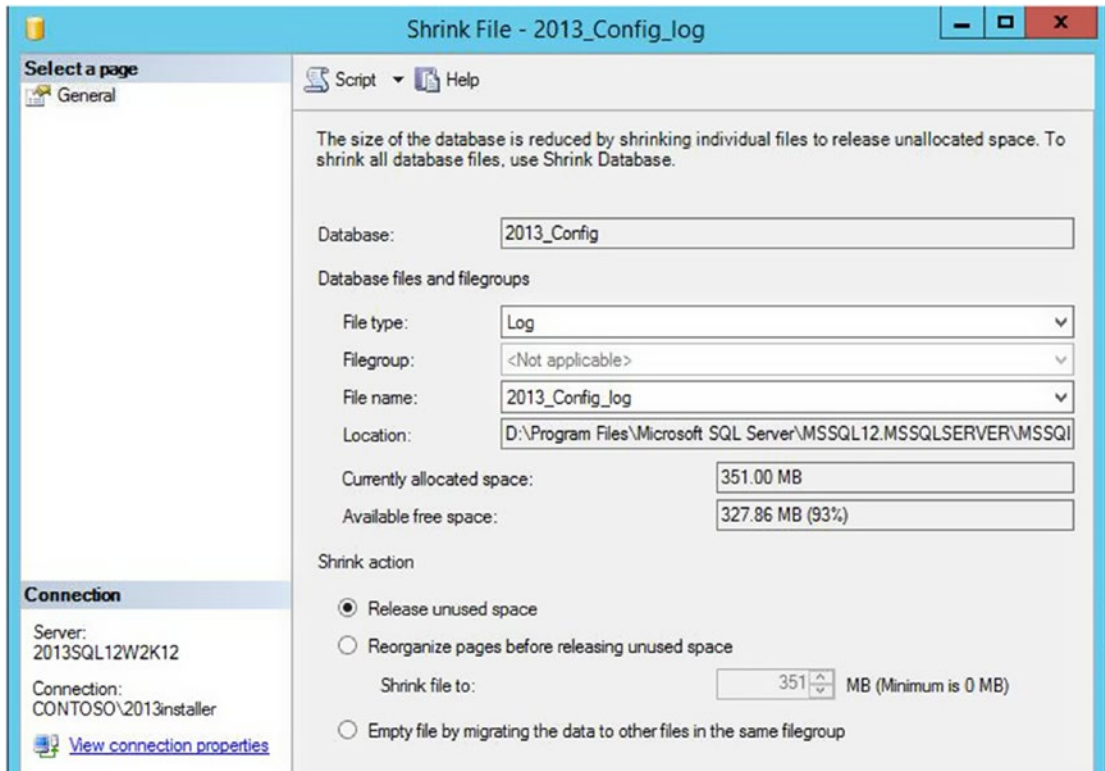 Shrink File - 2013_Config_log
Select a page
General
Script Help
The size of the database is reduced by shrinking individual files to release unallocated space. To
shrink all database files, use Shrink Database.
Database: 2013_Config
Database files and filegroups
File type: Log
Filegroup: <Not applicable>
File name: 2013_Config_log
Location: D:\Program Files\Microsoft SQL Server\MSSQL12.MSSQLSERVER\MSSQl
Currently allocated space: 351.00 MB
Available free space: 327.86 MB (93%)
Shrink action
Release unused space
Reorganize pages before releasing unused space
Shrink file to: 351 MB (Minimum is 0 MB)
Empty file by migrating the data to other files in the same filegroup
Connection
Server:
2013SQL12W2K12
Connection:
CONTOSO\2013installer
View connection properties